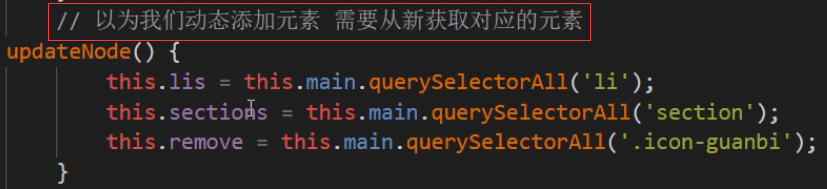 // 以为我们动态添加元素 需要从新获取对应的元素
updateNode() {
this.lis = this.main.querySelectorAll('li');
this.sections = this.main.querySelectorAll('section');
this.remove = this.main.querySelectorAll('.icon-guanbi');
}